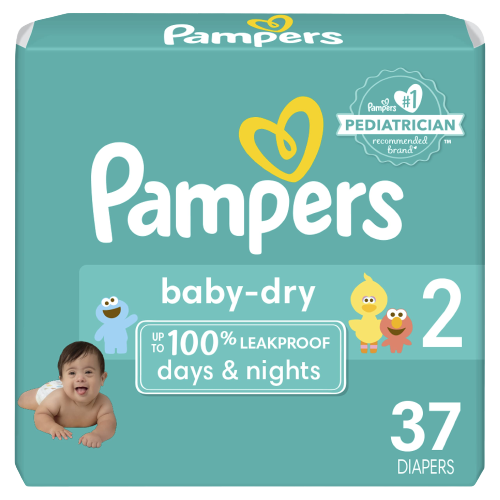 Pampers
Pampers #1
PEDIATRICIAN
recommended
brand*
™
Pampers
baby-dry
2
UP TO 100% LEAKPROOF
days & nights
37
DIAPERS